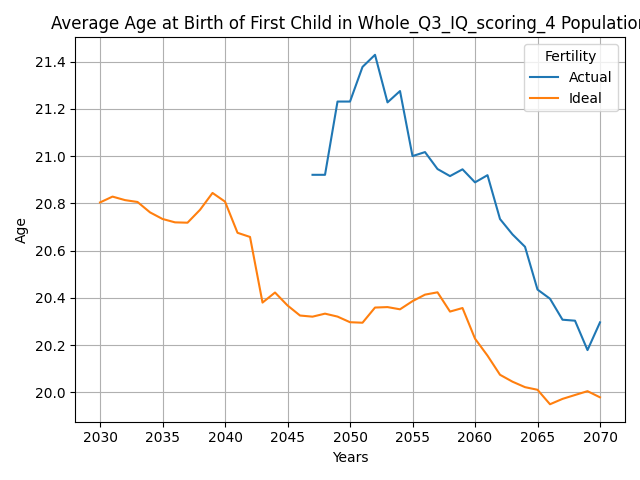 Average Age at Birth of First Child in Whole_Q3_IQ_scoring_4 Population
Fertility
Actual
Ideal
21.4
21.2
21.0
20.8
20.6
20.4
20.2
20.0
Age
2030 2035 2040 2045 2050 2055 2060 2065 2070
Years